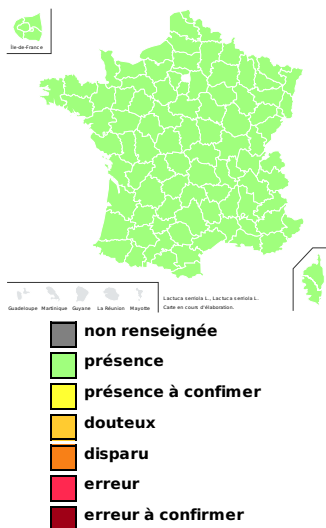 Île-de-France
Guadeloupe Martinique Guyane La Réunion Mayotte
Lactuca serriola L., Lactuca serriola L.
Carte en cours d'élaboration.
non renseignée
présence
présence à confimer
douteux
disparu
erreur
erreur à confirmer